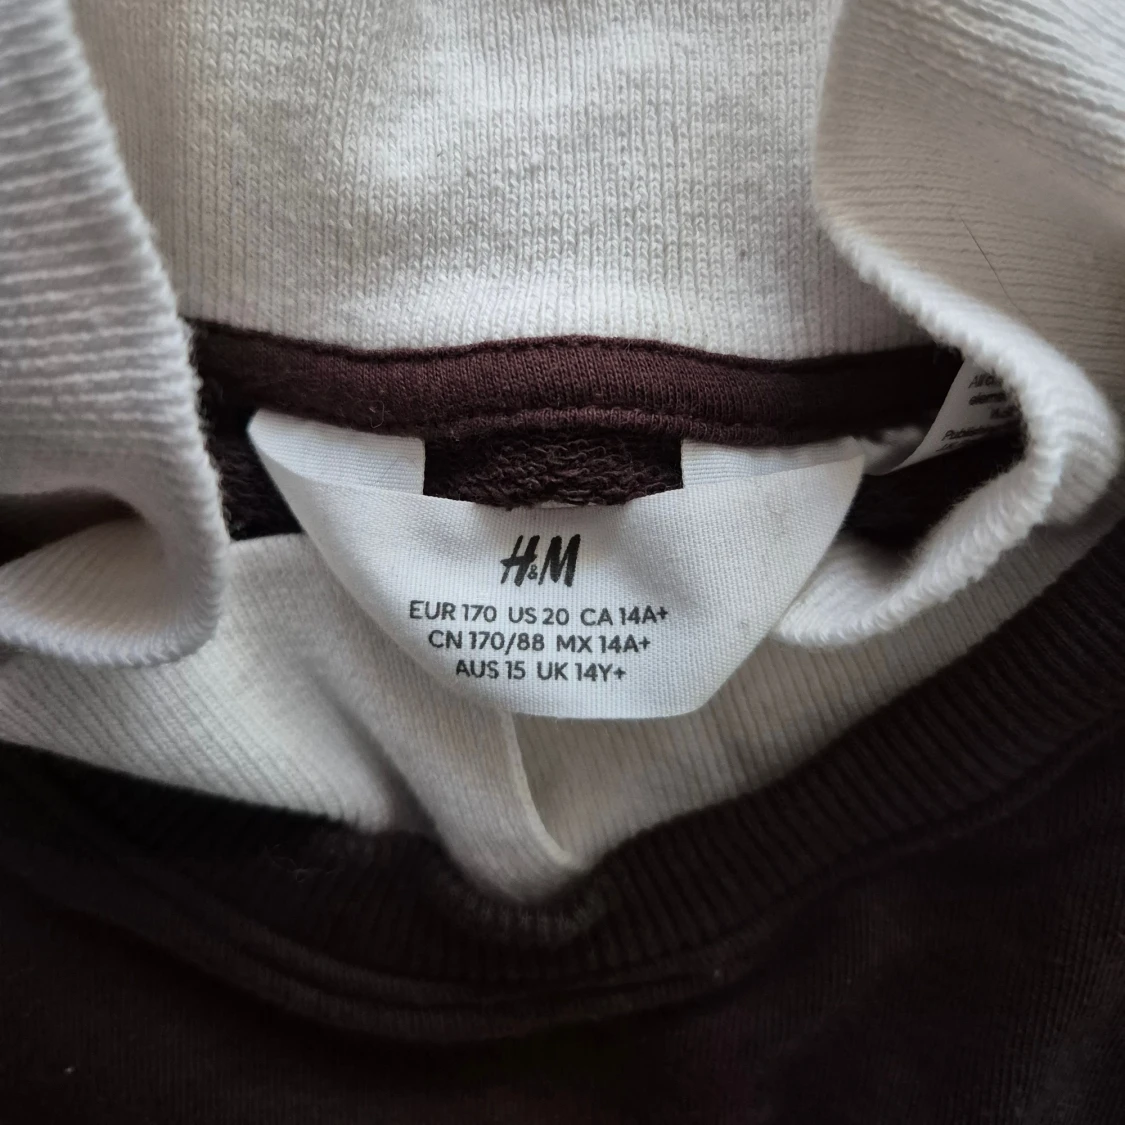 H&M
EUR 170 US 20 CA 14A+
CN 170/88 MX 14A+
AUS 15 UK 14Y+